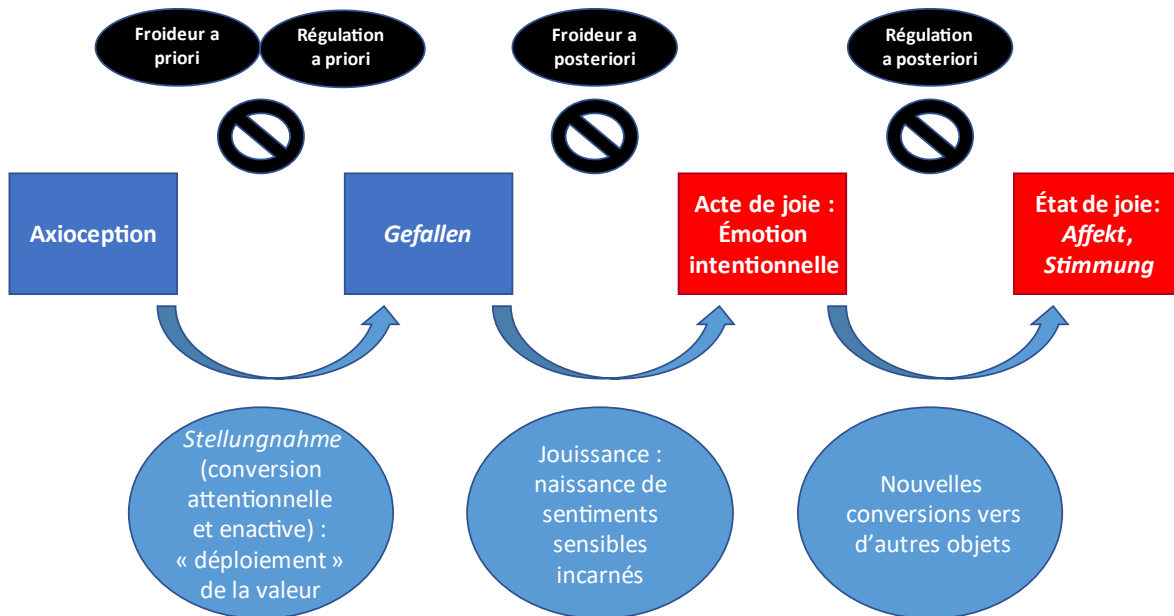 Froideur a
priori
Régulation
a priori
Froideur a
posteriori
Régulation
a posteriori
Axioception
Gefallen
Acte de joie :
Émotion
intentionnelle
État de joie:
Affekt,
Stimmung
Stellungnahme
(conversion
attentionnelle
et enactive) :
« déploiement »
de la valeur
Jouissance :
naissance de
sentiments
sensibles
incarnés
Nouvelles
conversions vers
d’autres objets